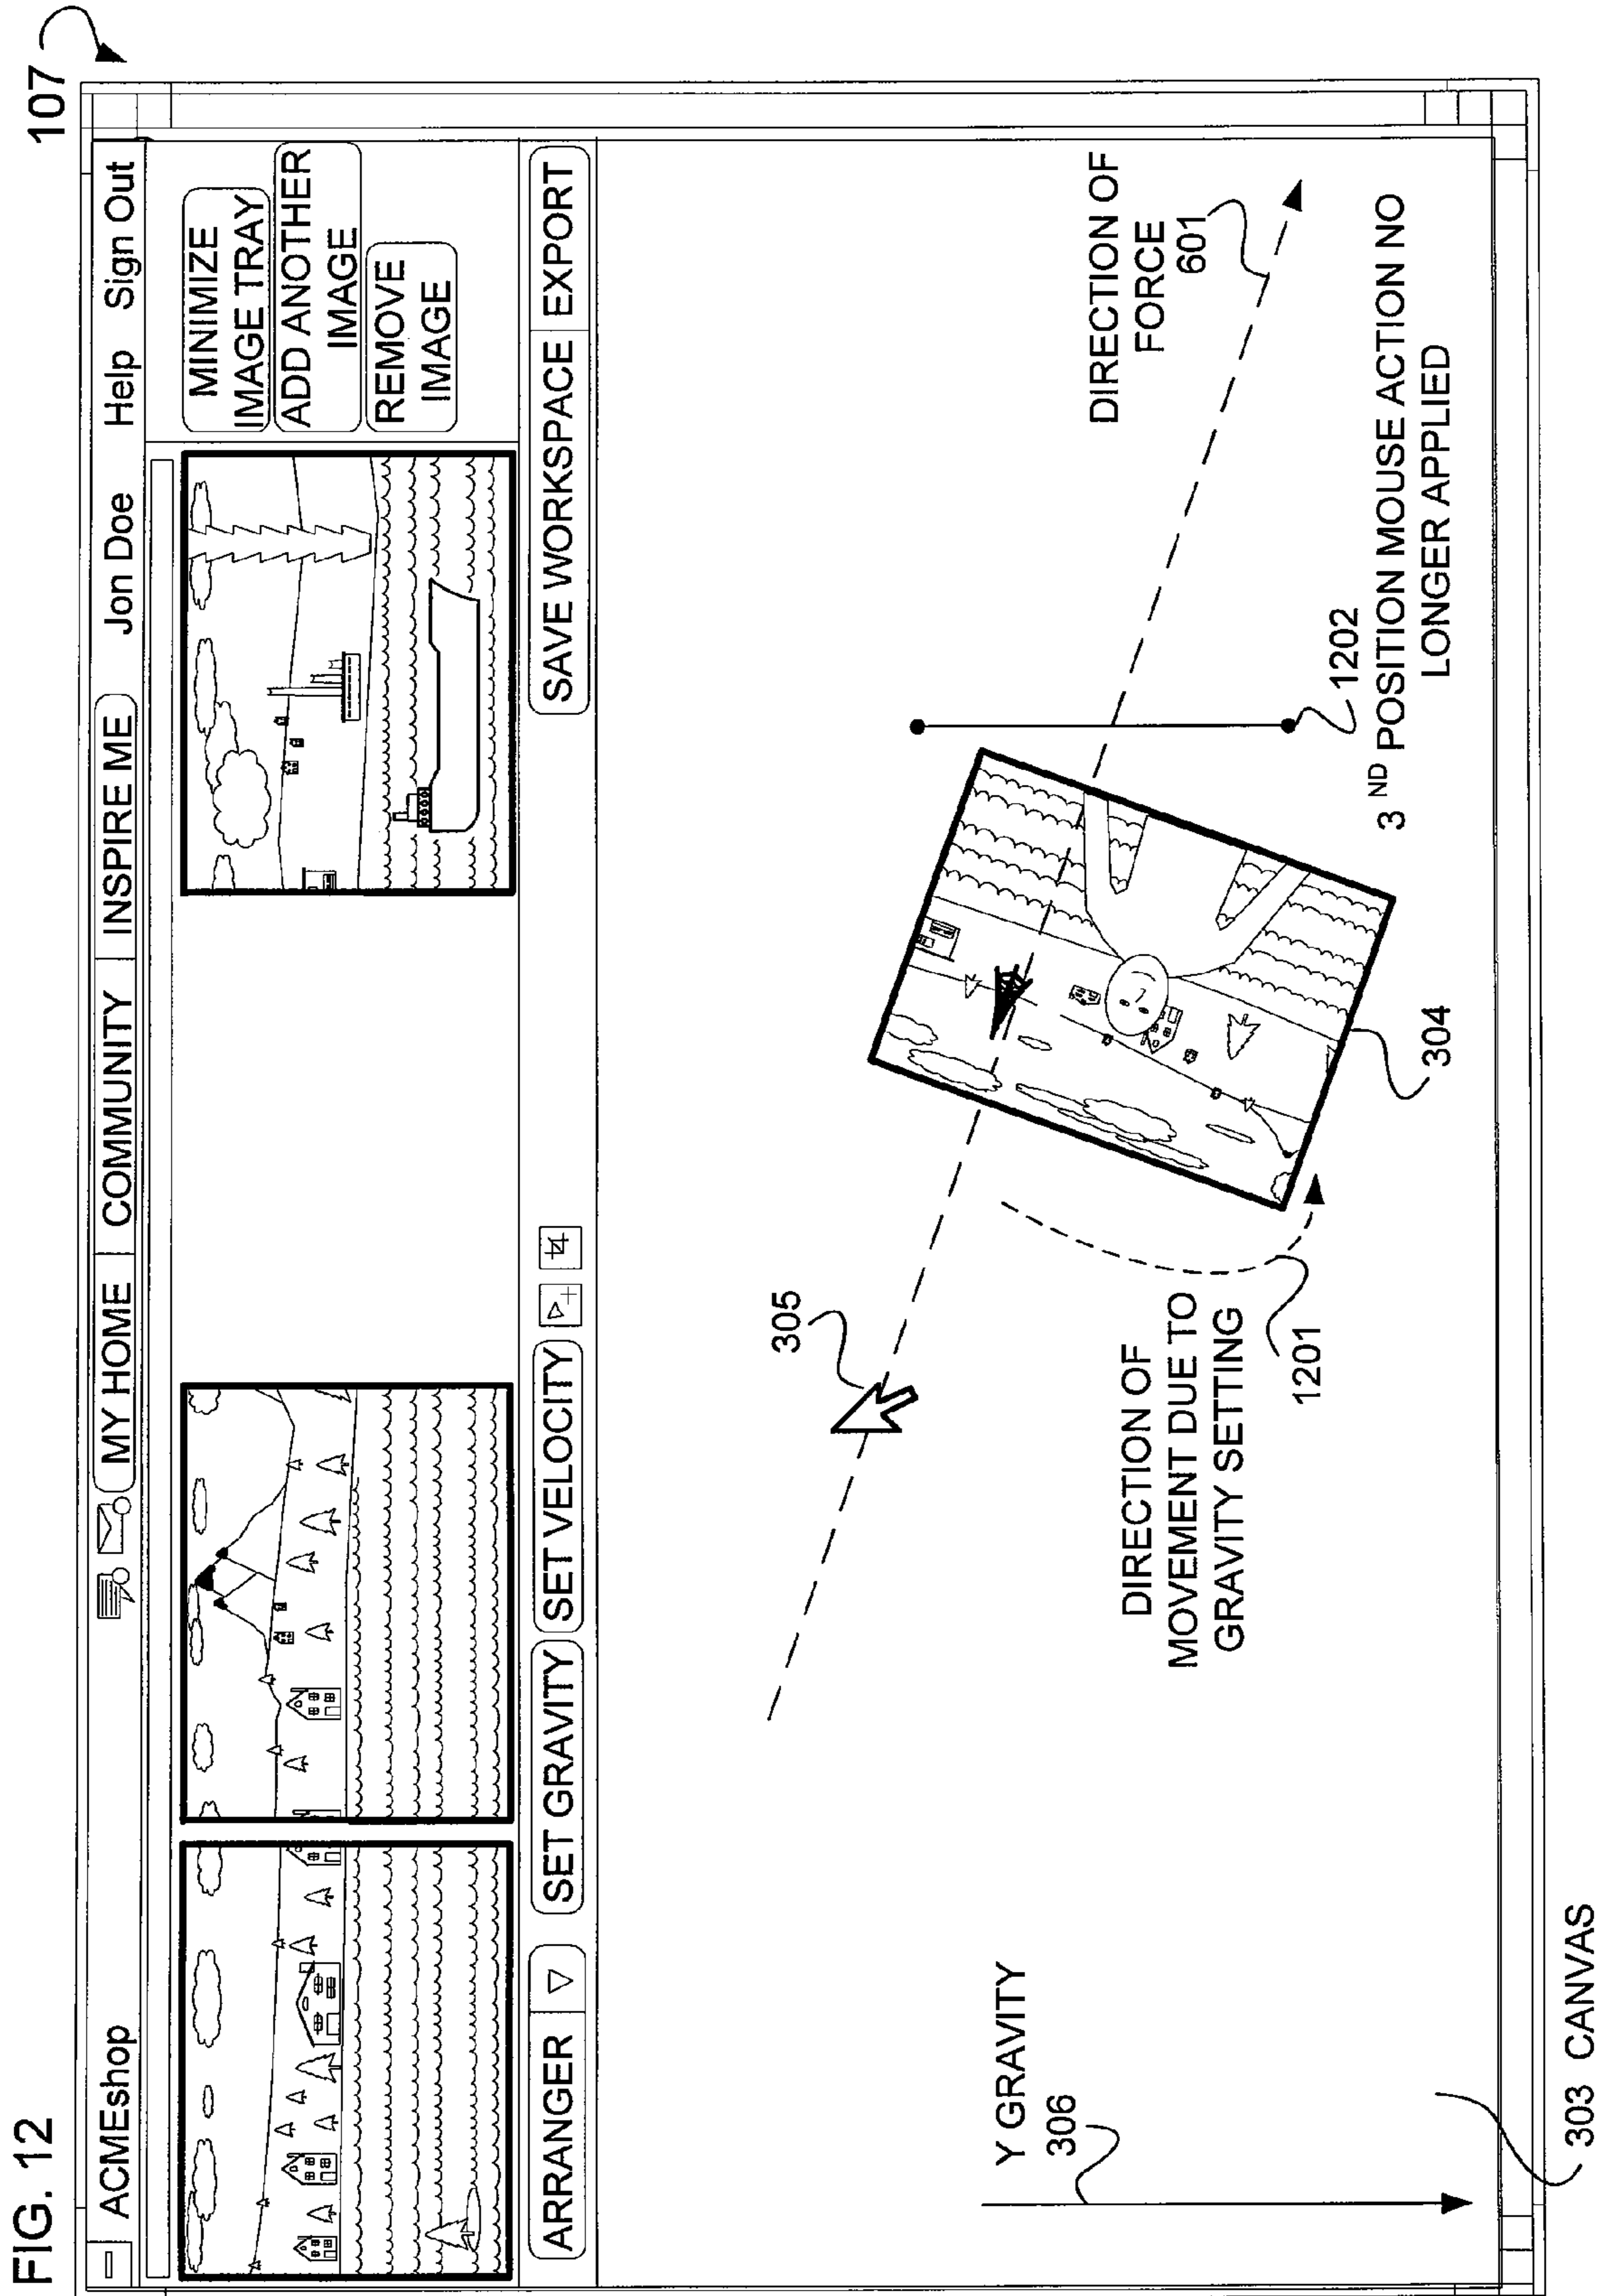 FIG. 12
107
ACMEshop
MY HOME
COMMUNITY
INSPIRE ME
Jon Doe
Help
Sign Out
MINIMIZE
IMAGE TRAY
ADD ANOTHER
IMAGE
REMOVE
IMAGE
ARRANGER
SET GRAVITY
SET VELOCITY
SAVE WORKSPACE
EXPORT
305
DIRECTION OF
FORCE
601
Y GRAVITY
306
DIRECTION OF
MOVEMENT DUE TO
GRAVITY SETTING
1201
304
1202
3 ND POSITION MOUSE ACTION NO
LONGER APPLIED
303 CANVAS